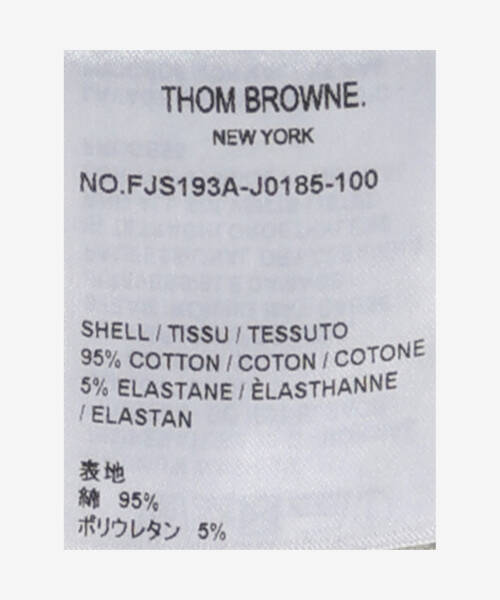 THOM BROWNE.
NEW YORK
NO.FJS193A-J0185-100
SHELL / TISSU / TESSUTO
95% COTTON / COTON / COTONE
5% ELASTANE / ÈLASTHANNE
/ ELASTAN
表地
綿 95%
ポリウレタン 5%